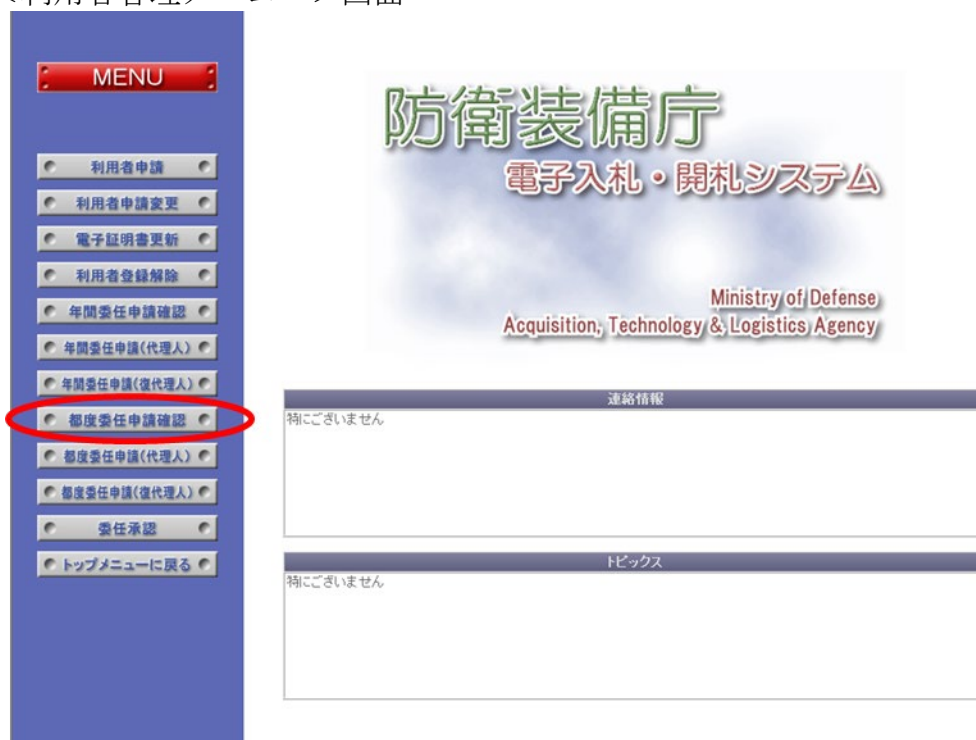 MENU
利用者申請
利用者申請変更
電子証明書更新
利用者登録解除
年間委任申請確認
年間委任申請(代理人)
年間委任申請(復代理人)
都度委任申請確認
都度委任申請(代理人)
都度委任申請(復代理人)
委任承認
トップメニューに戻る
防衛装備庁
電子入札・開札システム
Ministry of Defense
Acquisition, Technology & Logistics Agency
連絡情報
特にございません
トピックス
特にございません